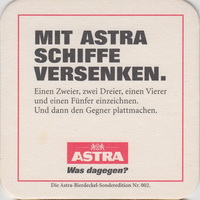 MIT ASTRA
SCHIFFE
VERSENKEN.
Einen Zweier, zwei Dreier, einen Vierer
und einen Fünfer einzeichnen.
Und dann den Gegner plattmachen.
ASTRA
Was dagegen?
Die Astra-Bierdeckel-Sonderedition Nr. 002.